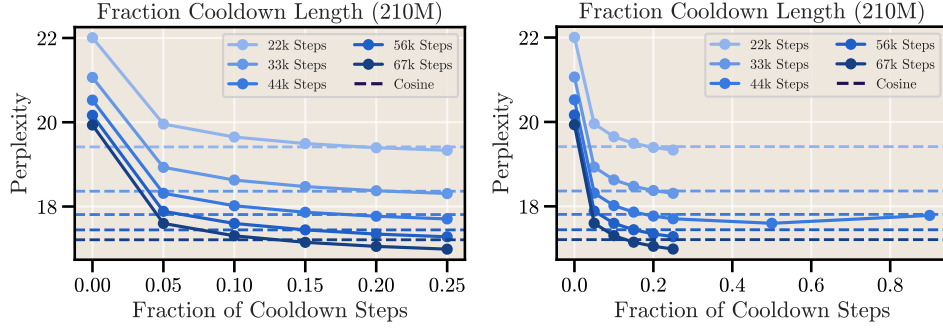 Fraction Cooldown Length (210M)
22
20
18
Perplexity
22k Steps
33k Steps
44k Steps
56k Steps
67k Steps
Cosine
0.00 0.05 0.10 0.15 0.20 0.25
Fraction of Cooldown Steps
Fraction Cooldown Length (210M)
22
20
18
Perplexity
22k Steps
33k Steps
44k Steps
56k Steps
67k Steps
Cosine
0.0 0.2 0.4 0.6 0.8
Fraction of Cooldown Steps